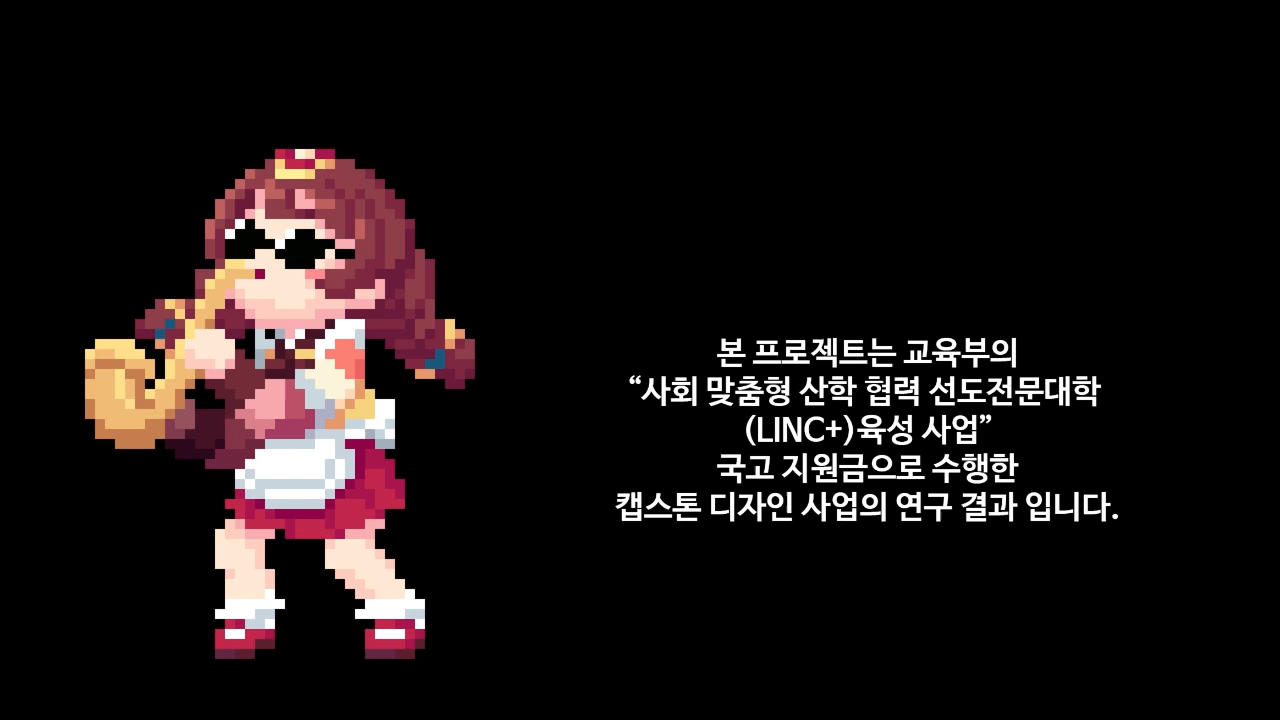 본 프로젝트는 교육부의
“사회 맞춤형 산학 협력 선도전문대학
(LINC+)육성 사업”
국고 지원금으로 수행한
캡스톤 디자인 사업의 연구 결과 입니다.